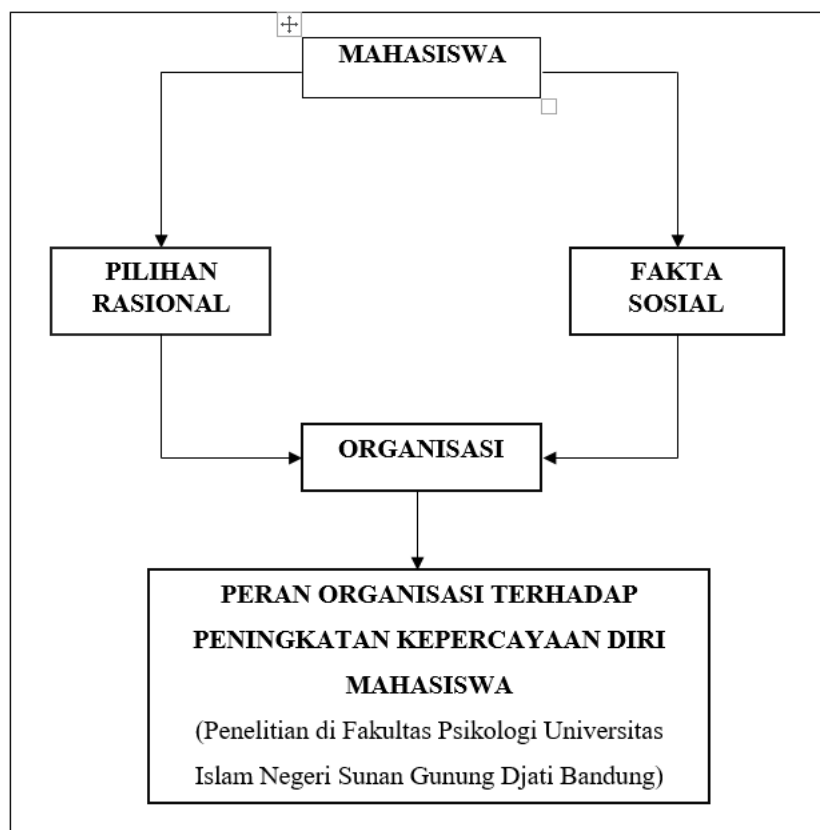 MAHASISWA
PILIHAN
RASIONAL
FAKTA
SOSIAL
ORGANISASI
PERAN ORGANISASI TERHADAP
PENINGKATAN KEPERCAYAAN DIRI
MAHASISWA
(Penelitian di Fakultas Psikologi Universitas
Islam Negeri Sunan Gunung Djati Bandung)